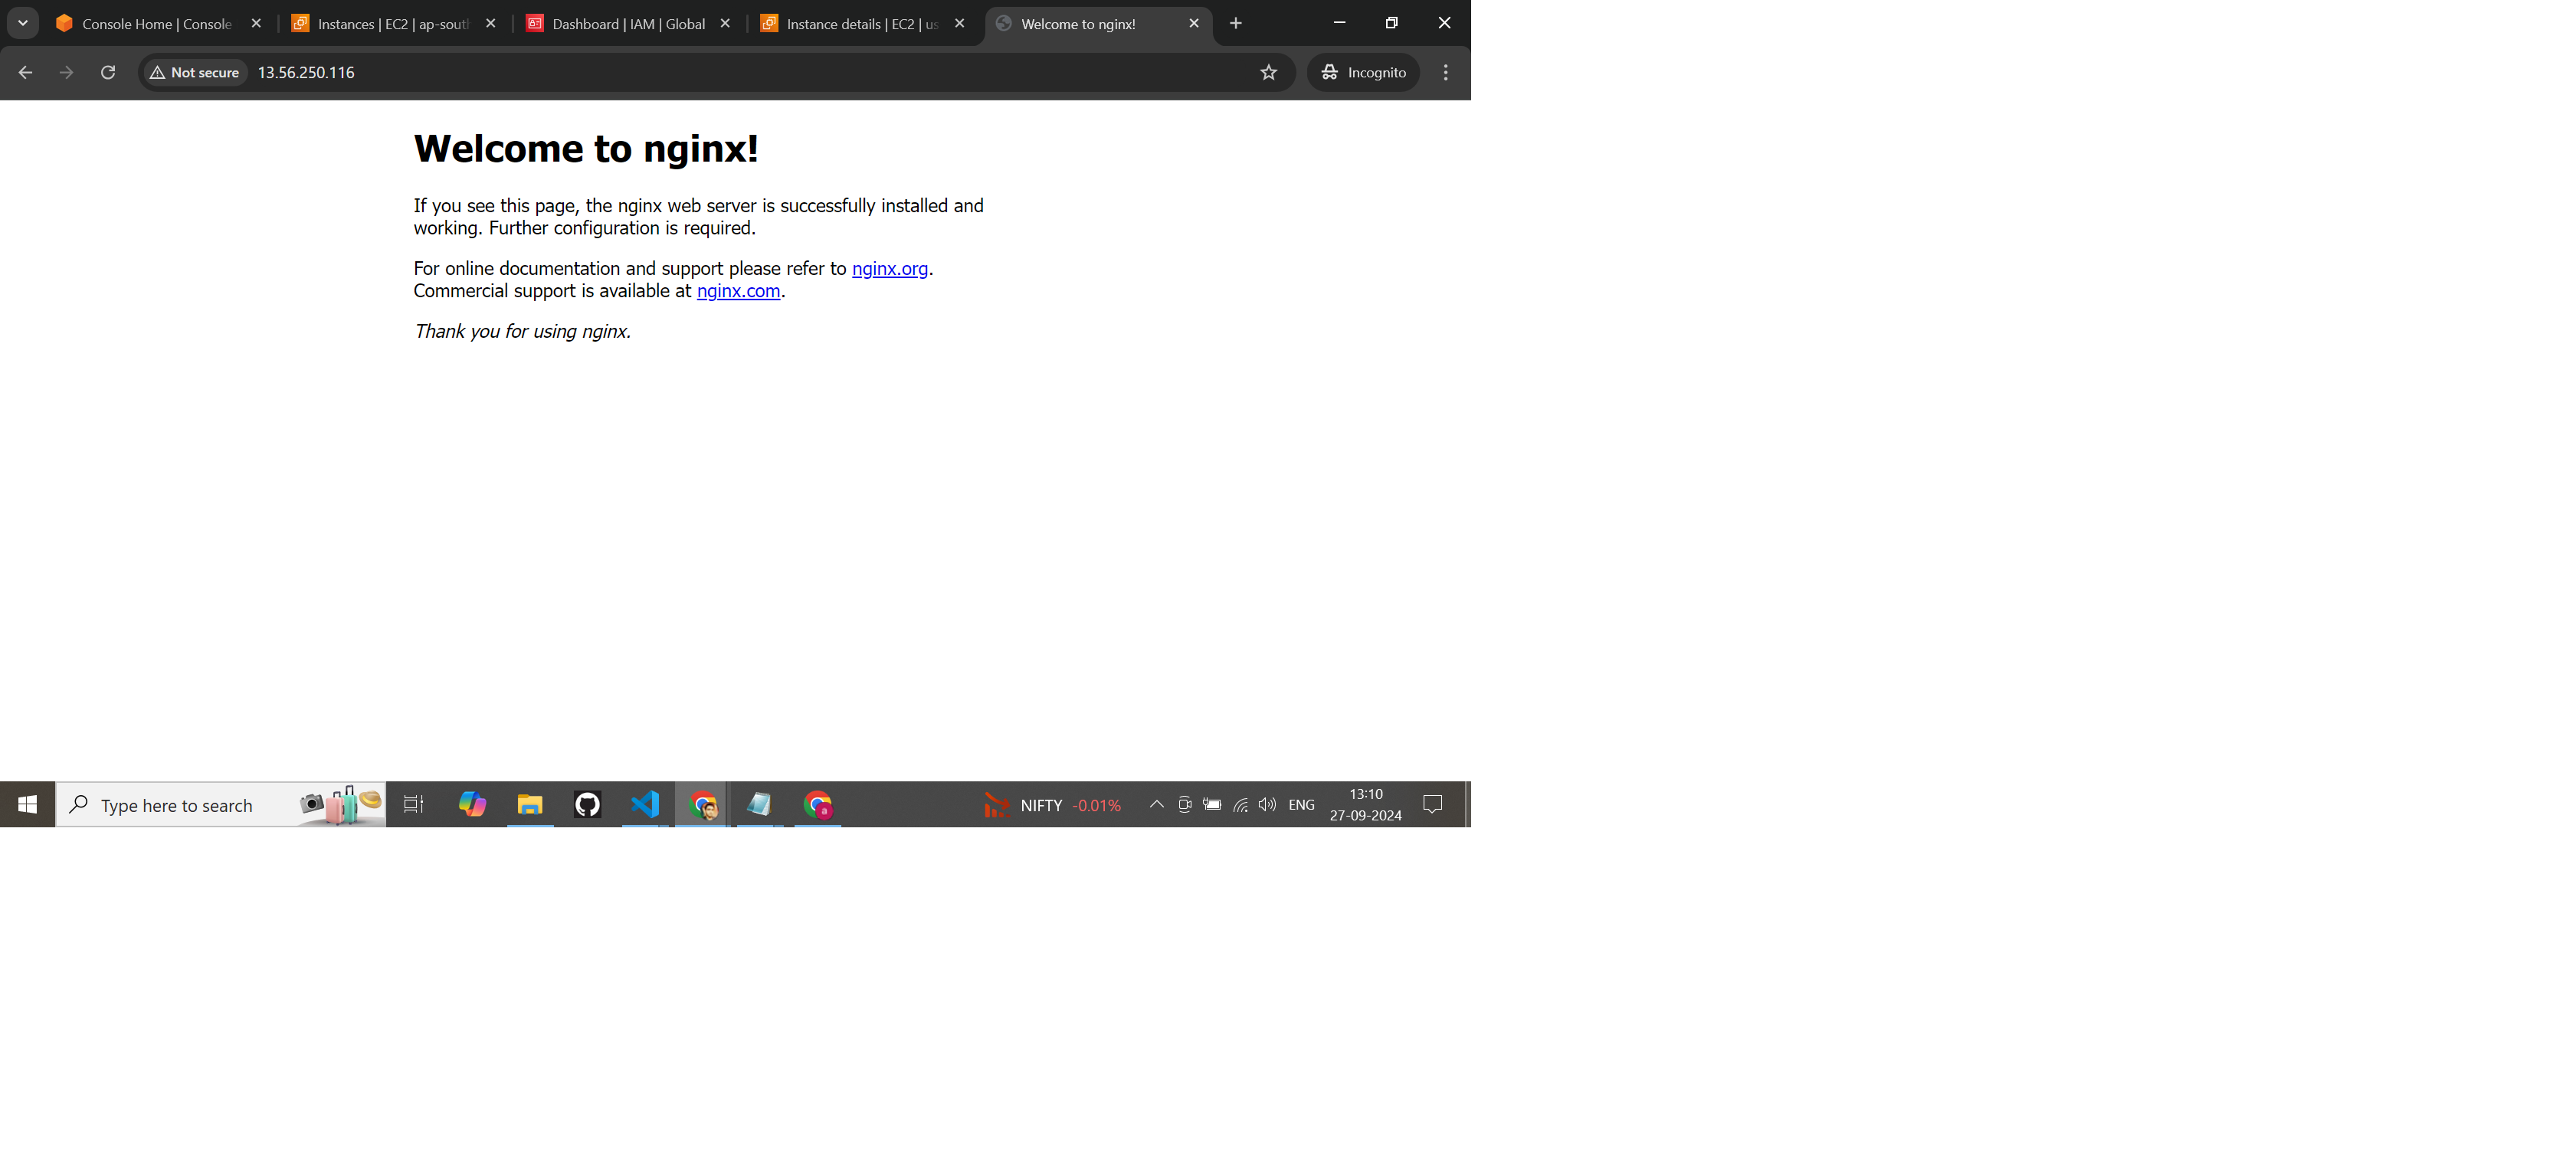 Console Home | Console
Instances | EC2 | ap-sout
Dashboard | IAM | Global
Instance details | EC2 | us
Welcome to nginx!
Not secure
13.56.250.116
Incognito
Welcome to nginx!
If you see this page, the nginx web server is successfully installed and
working. Further configuration is required.
For online documentation and support please refer to nginx.org.
Commercial support is available at nginx.com.
Thank you for using nginx.
Type here to search
a
NIFTY -0.01%
ENG
13:10
27-09-2024